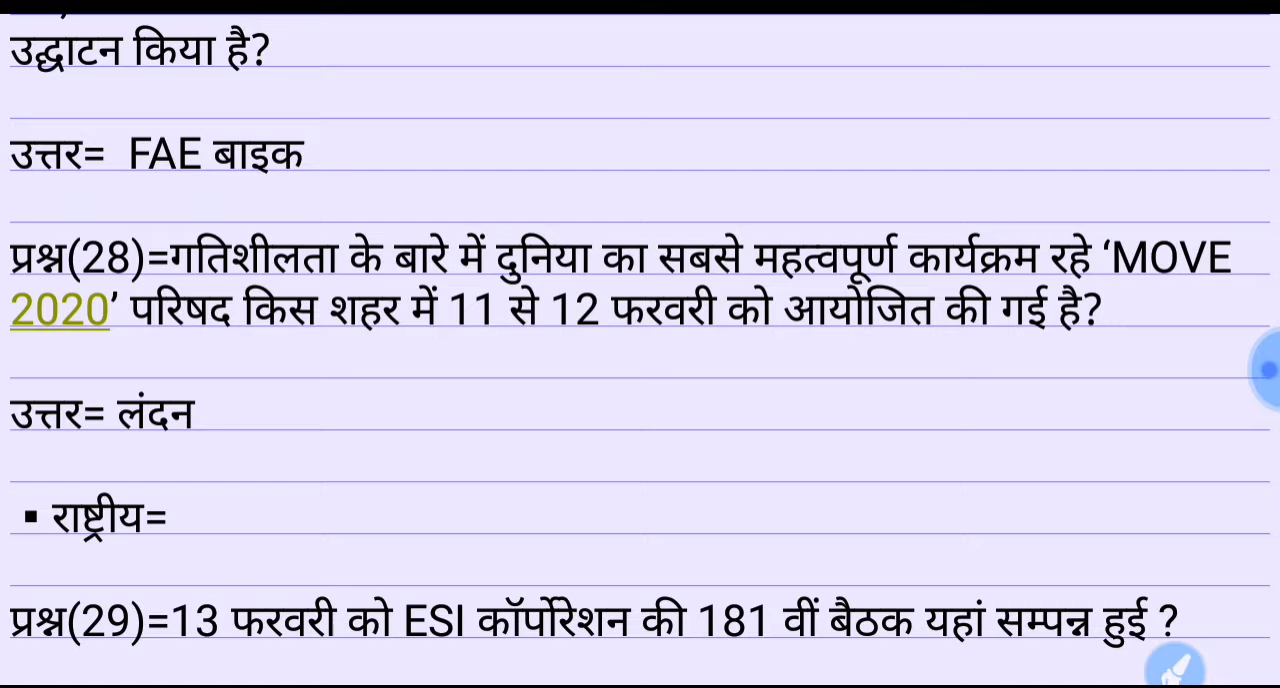 उद्घाटन किया है?
उत्तर= FAE बाइक
प्रश्न(28)=गतिशीलता के बारे में दुनिया का सबसे महत्वपूर्ण कार्यक्रम रहे ‘MOVE
2020’ परिषद किस शहर में 11 से 12 फरवरी को आयोजित की गई है?
उत्तर= लंदन
▪ राष्ट्रीय=
प्रश्न(29)=13 फरवरी को ESI कॉर्पोरेशन की 181 वीं बैठक यहां सम्पन्न हुई ?